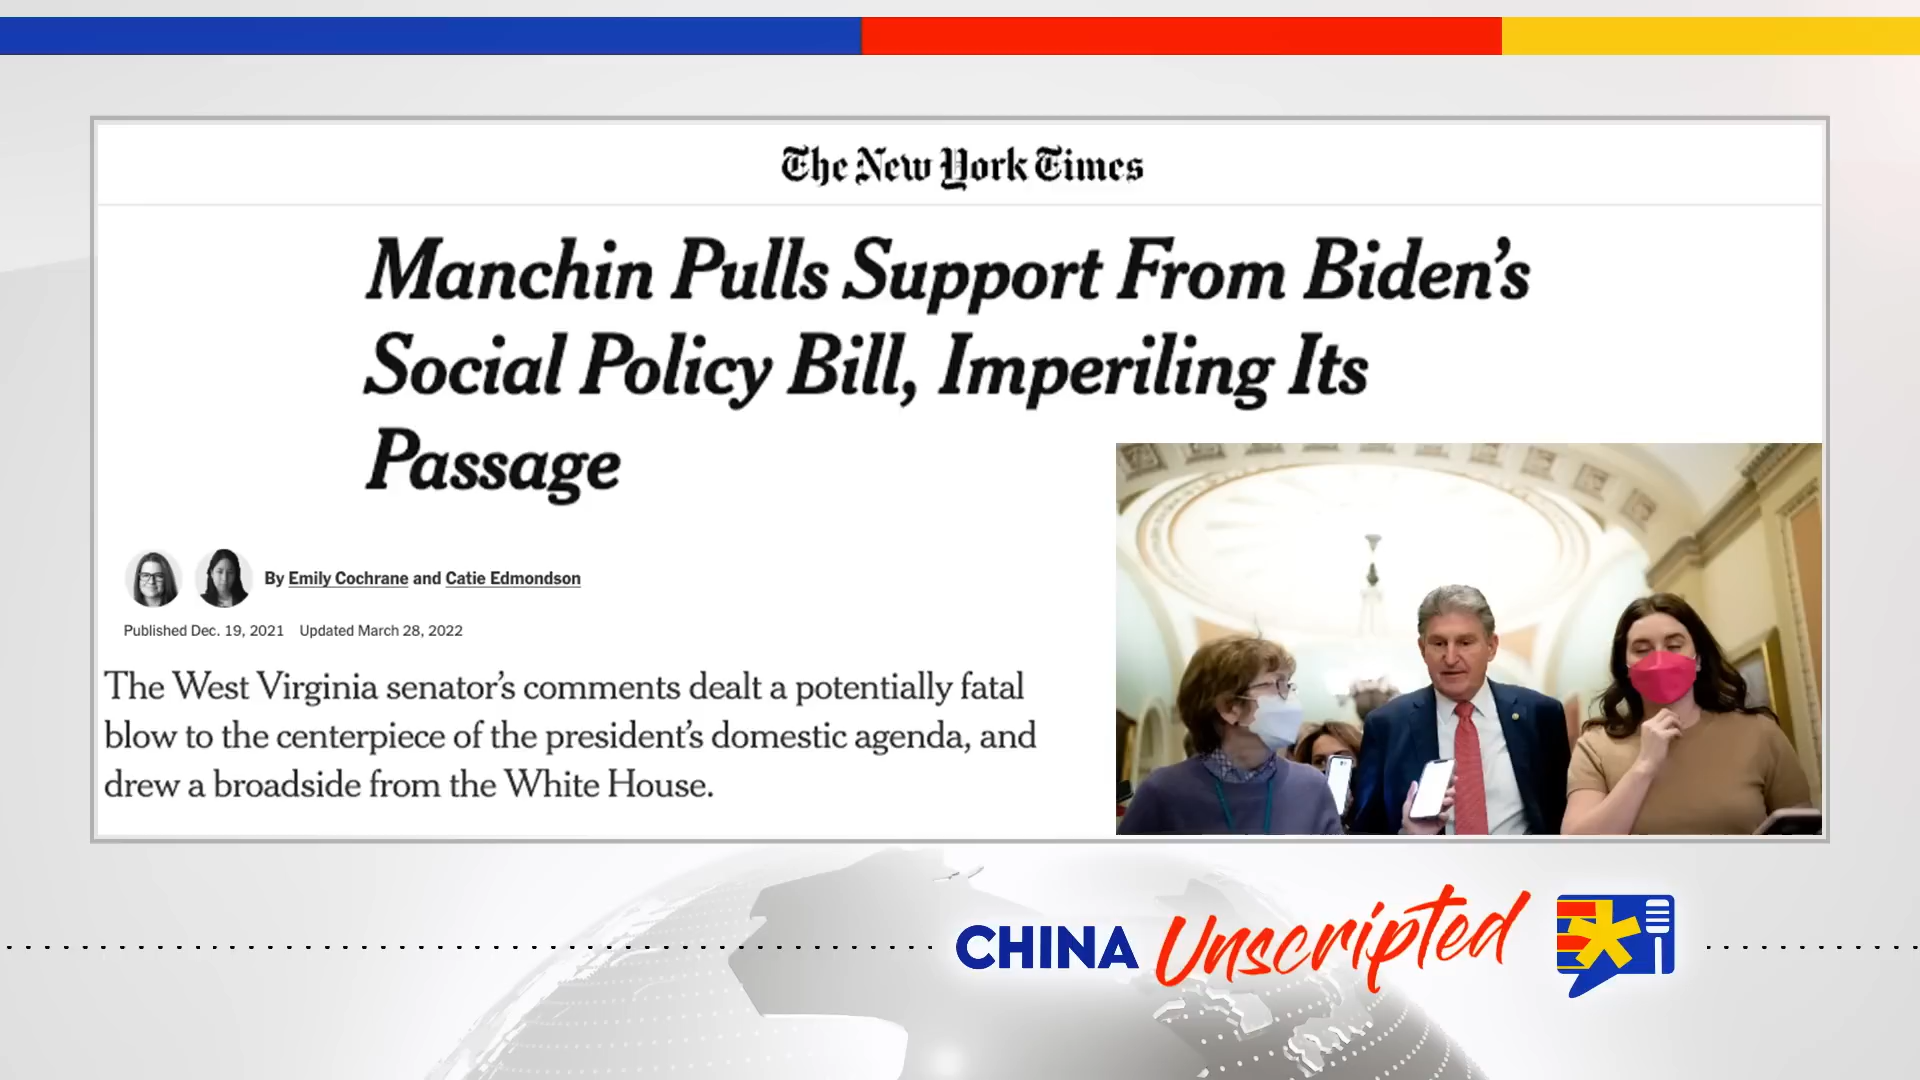 The New York Times
Manchin Pulls Support From Biden’s
Social Policy Bill, Imperiling Its
Passage
By Emily Cochrane and Catie Edmondson
Published Dec. 19, 2021 Updated March 28, 2022
The West Virginia senator’s comments dealt a potentially fatal
blow to the centerpiece of the president’s domestic agenda, and
drew a broadside from the White House.
CHINA Unscripted